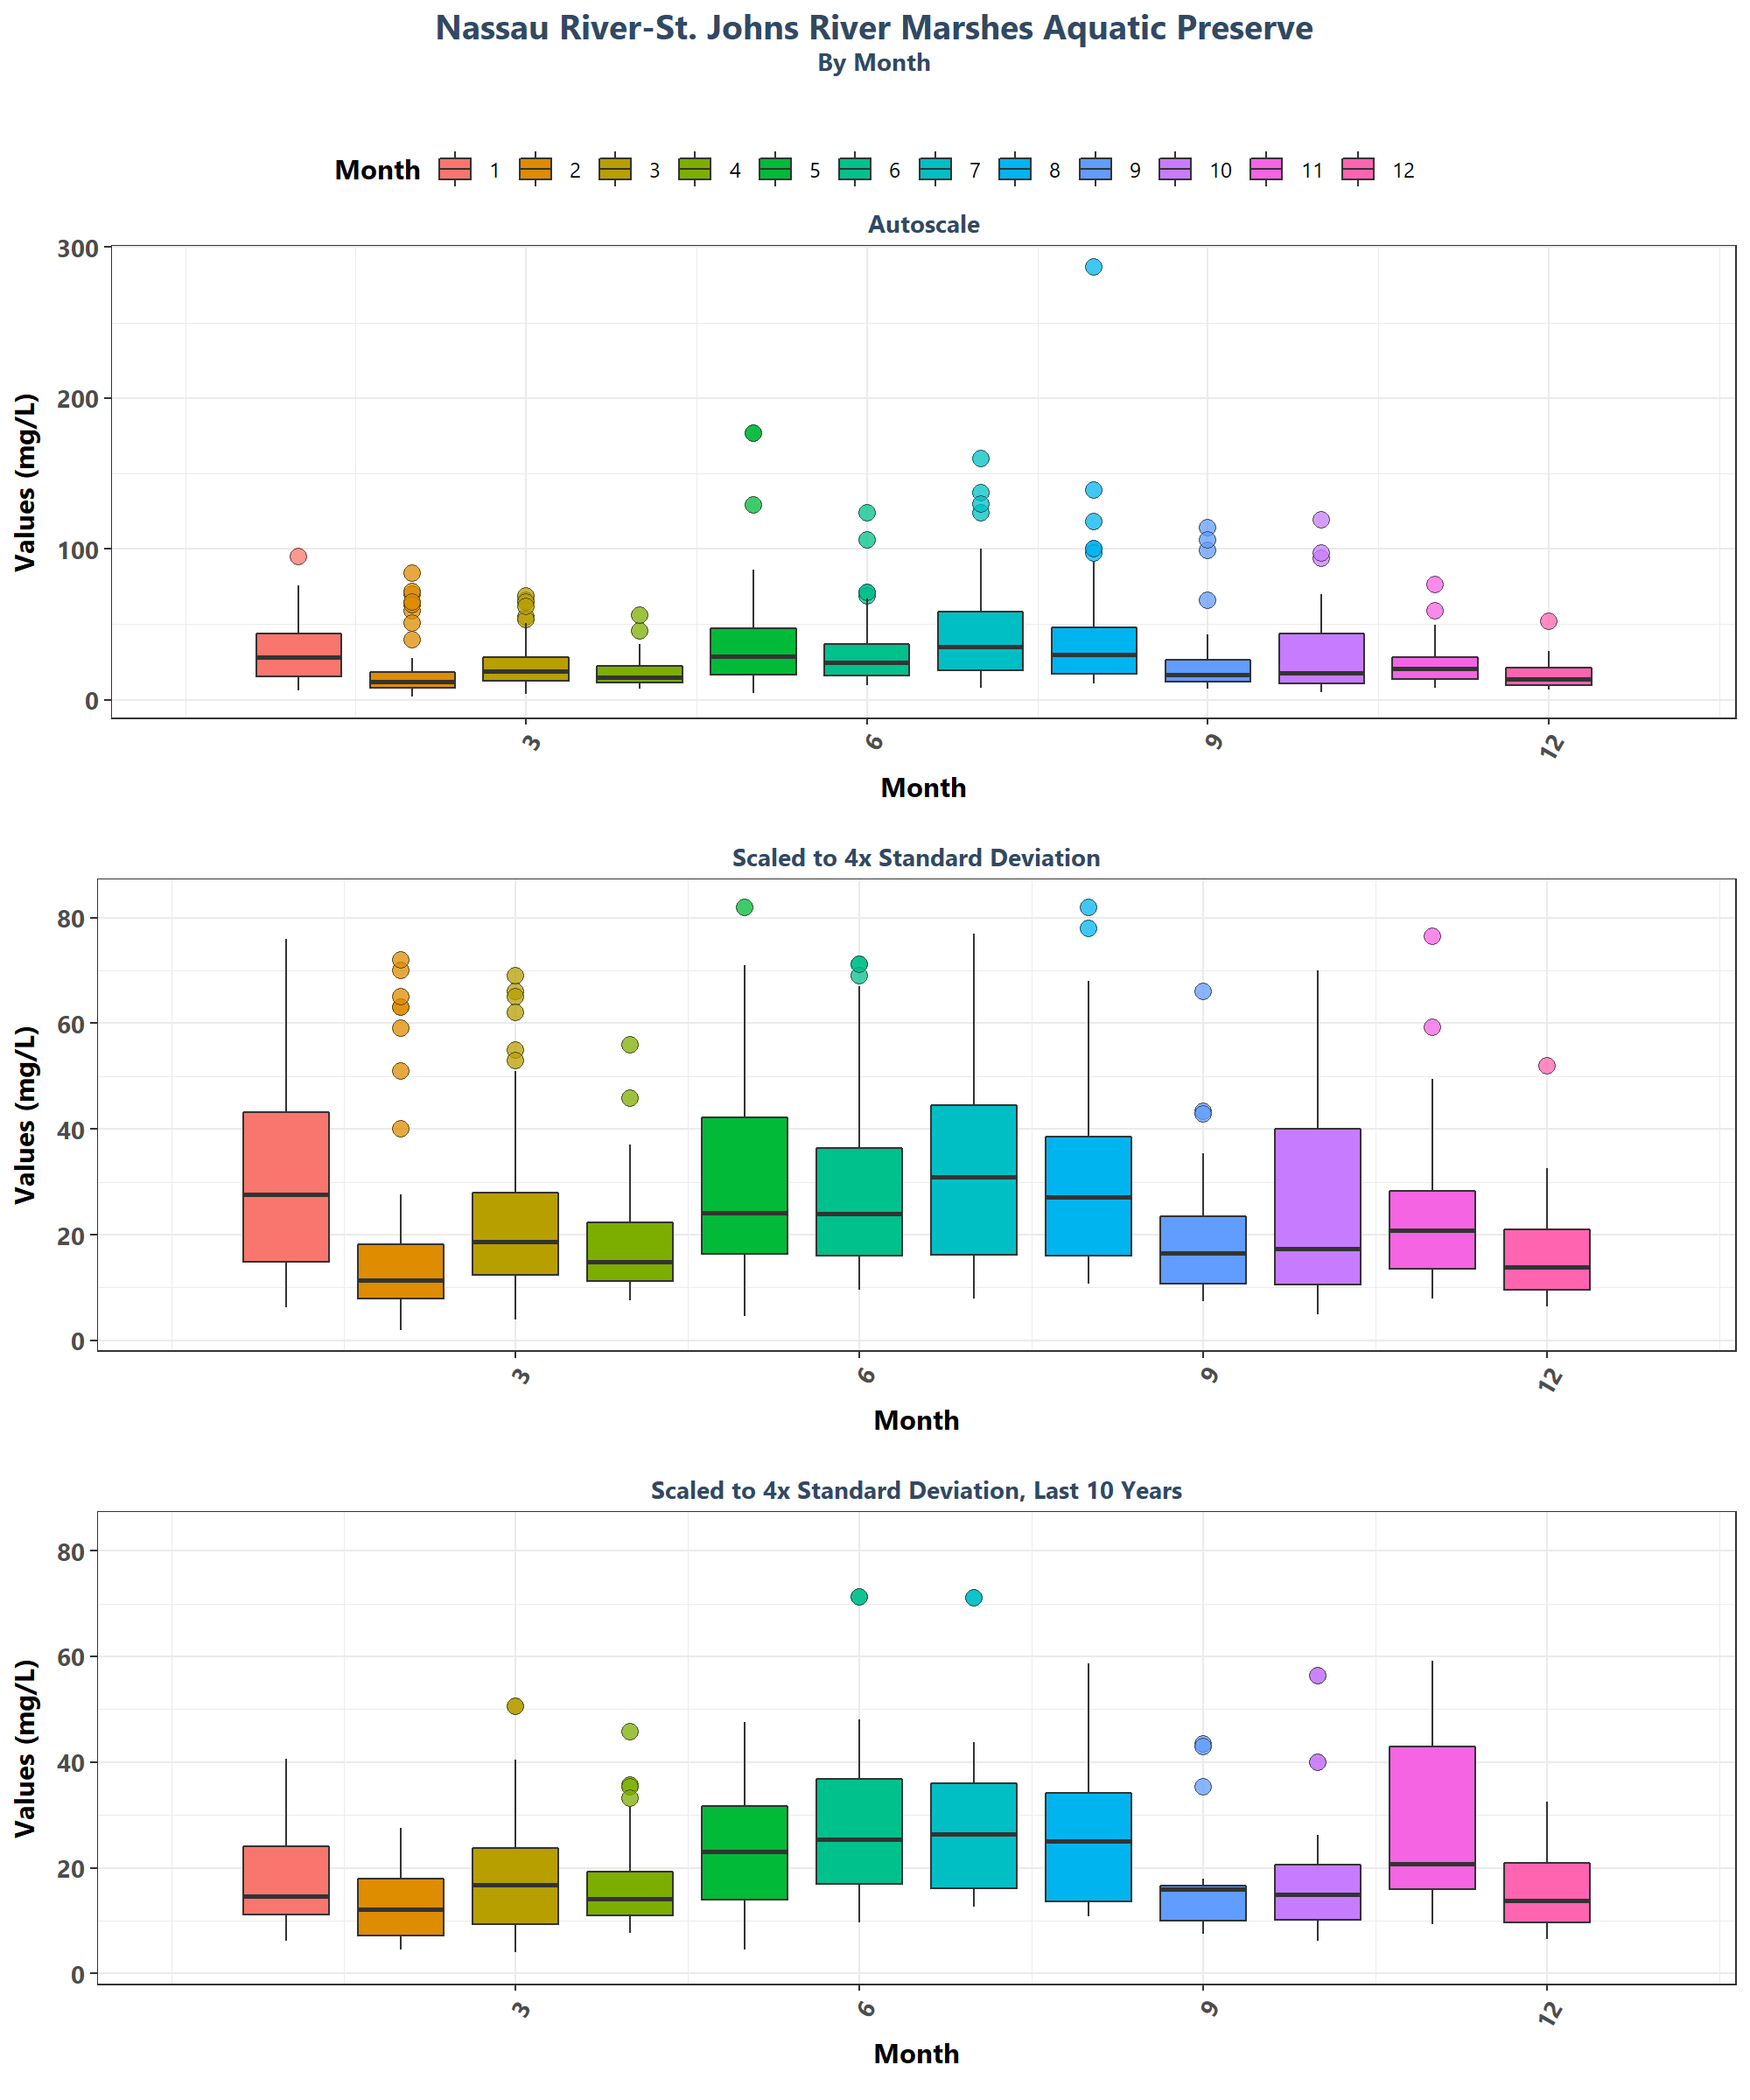 Nassau River-St. Johns River Marshes Aquatic Preserve
By Month
Month 1 2 3 4 5 6 7 8 9 10 11 12
Autoscale
Values (mg/L)
300
200
100
0
3 6 9 12
Month
Scaled to 4x Standard Deviation
Values (mg/L)
80
60
40
20
0
3 6 9 12
Month
Scaled to 4x Standard Deviation, Last 10 Years
Values (mg/L)
80
60
40
20
0
3 6 9 12
Month